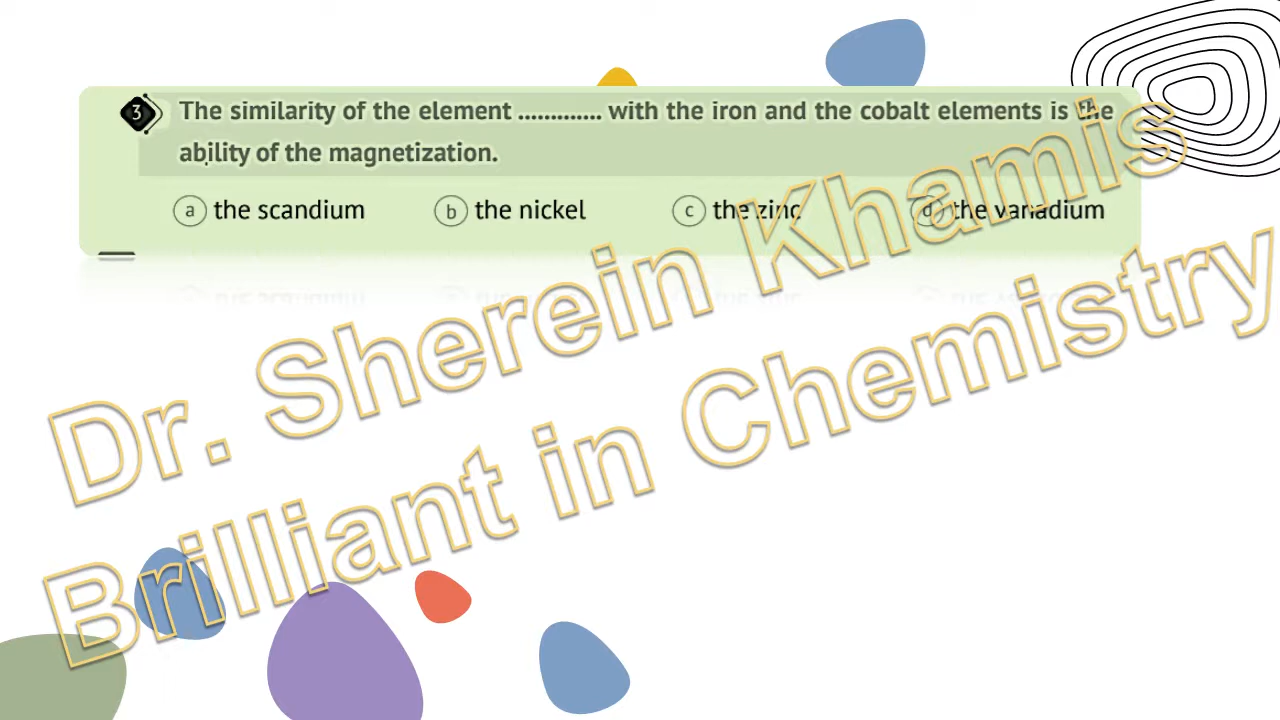 3 The similarity of the element ............. with the iron and the cobalt elements is the
ability of the magnetization.
a the scandium b the nickel c the zinc d the vanadium
Dr. Sherein Khamis
Brilliant in Chemistry